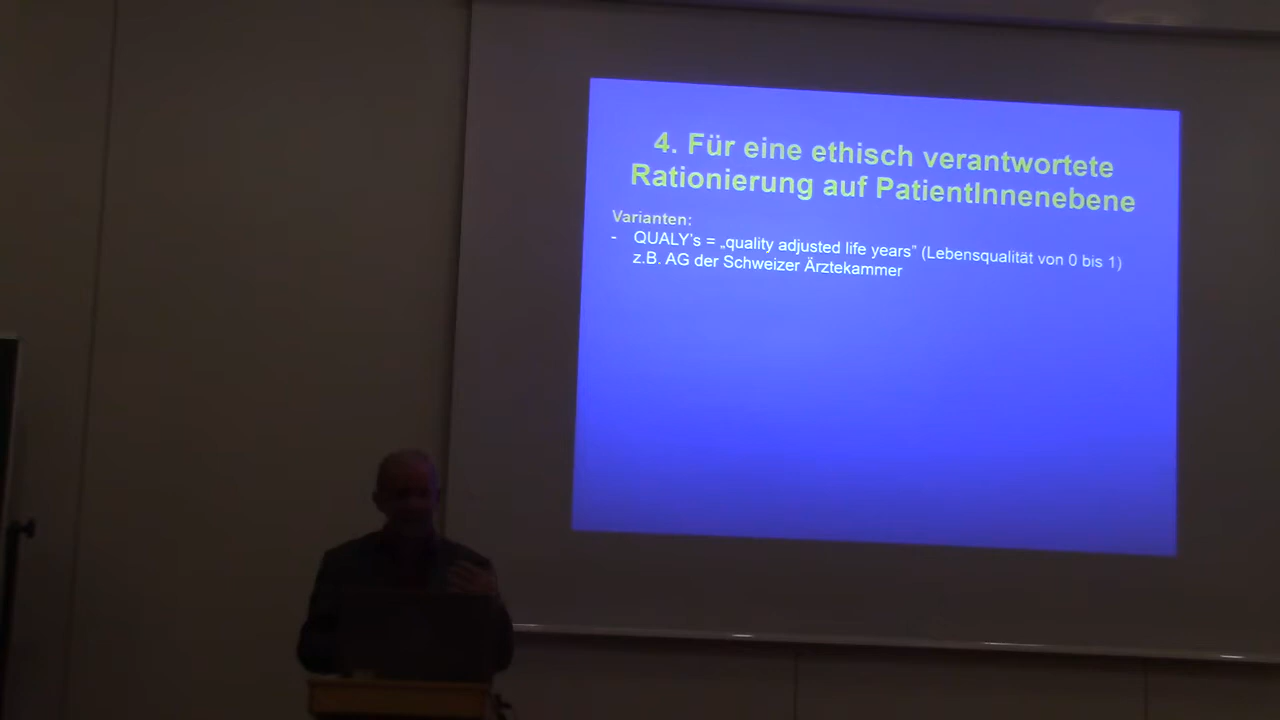 4. Für eine ethisch verantwortete
Rationierung auf PatientInnenebene
Varianten:
- QUALY's = „quality adjusted life years” (Lebensqualität von 0 bis 1)
z.B. AG der Schweizer Ärztekammer